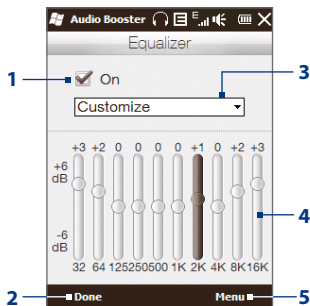 Audio Booster E
Equalizer
1 On
Customize 3
+3 +2 0 0 0 0 +1 0 +2 +3
+6
dB
4
-6
dB
32 64 125 250 500 1K 2K 4K 8K 16K
2 Done Menu 5